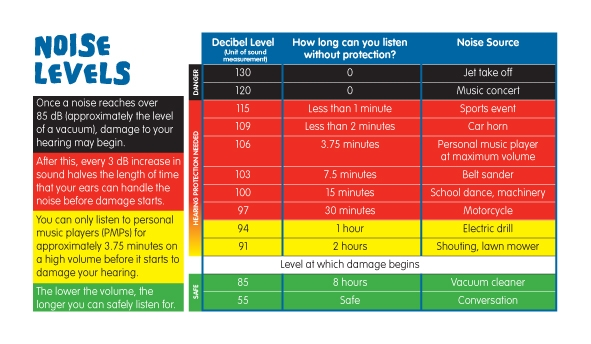 NOISE
LEVELS
Once a noise reaches over
85 dB (approximately the level
of a vacuum), damage to your
hearing may begin.
After this, every 3 dB increase in
sound halves the length of time
that your ears can handle the
noise before damage starts.
You can only listen to personal
music players (PMPs) for
approximately 3.75 minutes on
a high volume before it starts to
damage your hearing.
The lower the volume, the
longer you can safely listen for.
Decibel Level
(Unit of sound
measurement)
How long can you listen
without protection?
Noise Source
DANGER
130 0 Jet take off
120 0 Music concert
HEARING PROTECTION NEEDED
115 Less than 1 minute Sports event
109 Less than 2 minutes Car horn
106 3.75 minutes Personal music player
at maximum volume
103 7.5 minutes Belt sander
100 15 minutes School dance, machinery
97 30 minutes Motorcycle
94 1 hour Electric drill
91 2 hours Shouting, lawn mower
Level at which damage begins
SAFE
85 8 hours Vacuum cleaner
55 Safe Conversation